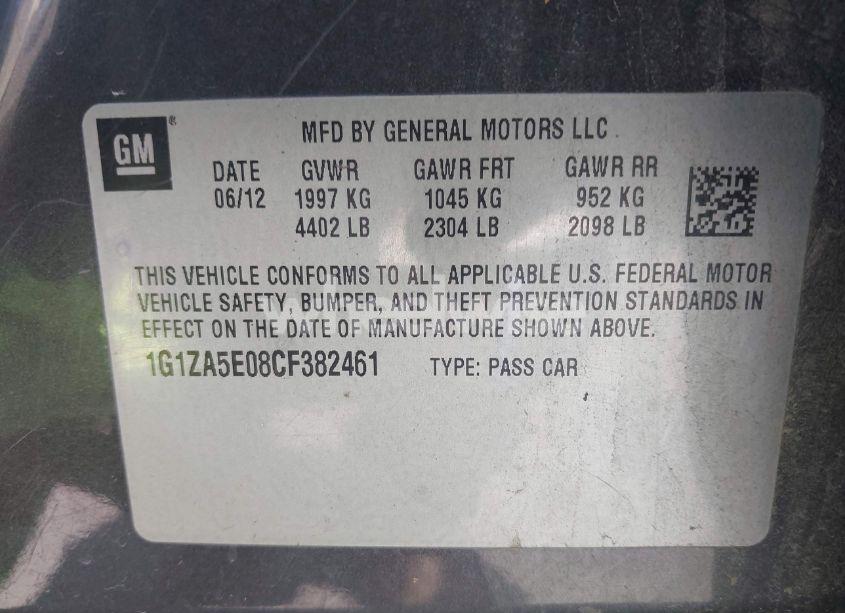 GM ®
MFD BY GENERAL MOTORS LLC
DATE GVWR GAWR FRT GAWR RR
06/12 1997 KG 1045 KG 952 KG
4402 LB 2304 LB 2098 LB
THIS VEHICLE CONFORMS TO ALL APPLICABLE U.S. FEDERAL MOTOR
VEHICLE SAFETY, BUMPER, AND THEFT PREVENTION STANDARDS IN
EFFECT ON THE DATE OF MANUFACTURE SHOWN ABOVE.
1G1ZA5E08CF382461 TYPE: PASS CAR